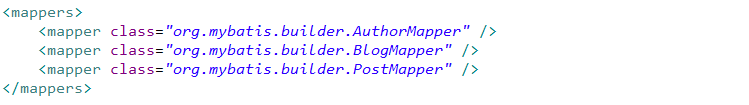 <mappers>
    <mapper class="org.mybatis.builder.AuthorMapper" />
    <mapper class="org.mybatis.builder.BlogMapper" />
    <mapper class="org.mybatis.builder.PostMapper" />
</mappers>